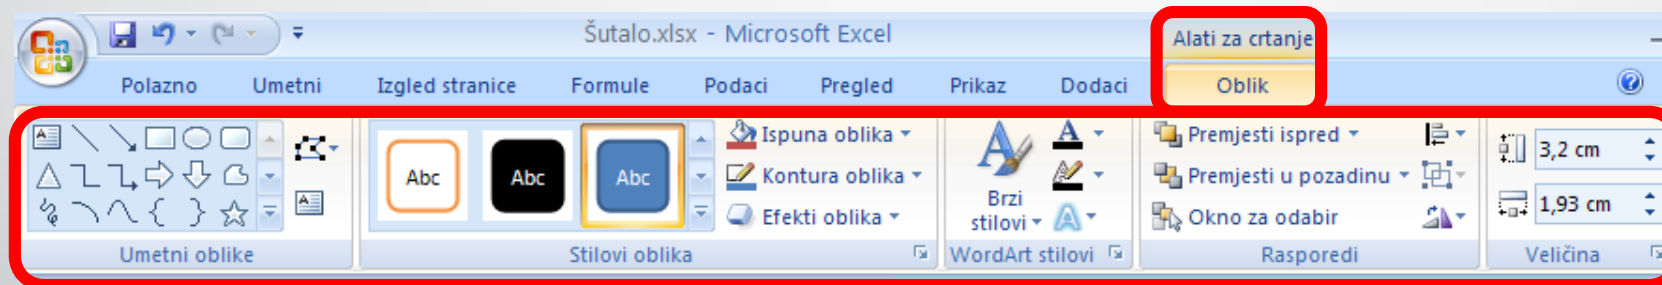 Šutalo.xlsx - Microsoft Excel
Alati za crtanje
Polazno Umetni Izgled stranice Formule Podaci Pregled Prikaz Dodaci Oblik
Abc Abc Abc
Ispuna oblika
Kontura oblika
Efekti oblika
Brzi
stilovi
Premjesti ispred
Premjesti u pozadinu
Okno za odabir
3,2 cm
1,93 cm
Umetni oblike Stilovi oblika WordArt stilovi Rasporedi Veličina